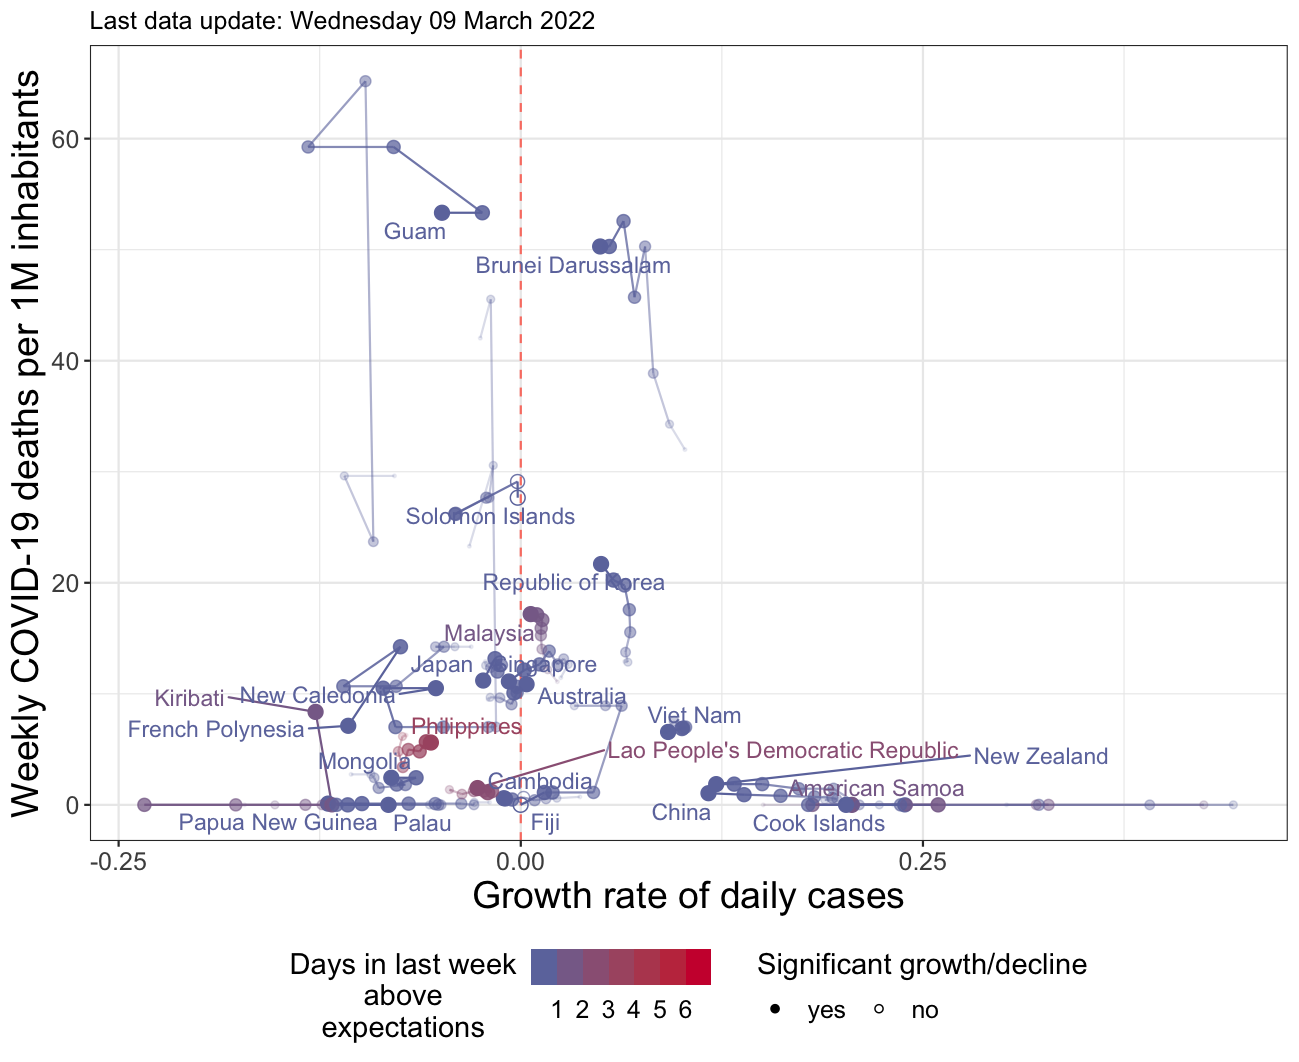 Last data update: Wednesday 09 March 2022
Weekly COVID-19 deaths per 1M inhabitants
60
40
20
0
Guam
Brunei Darussalam
Solomon Islands
Republic of Korea
Malaysia
Japan
Singapore
Kiribati
New Caledonia
Australia
French Polynesia
Philippines
Viet Nam
Mongolia
Lao People's Democratic Republic
New Zealand
Cambodia
American Samoa
Papua New Guinea
Palau
Fiji
China
Cook Islands
-0.25
0.00
0.25
Growth rate of daily cases
Days in last week
above
expectations
1 2 3 4 5 6
Significant growth/decline
yes
no